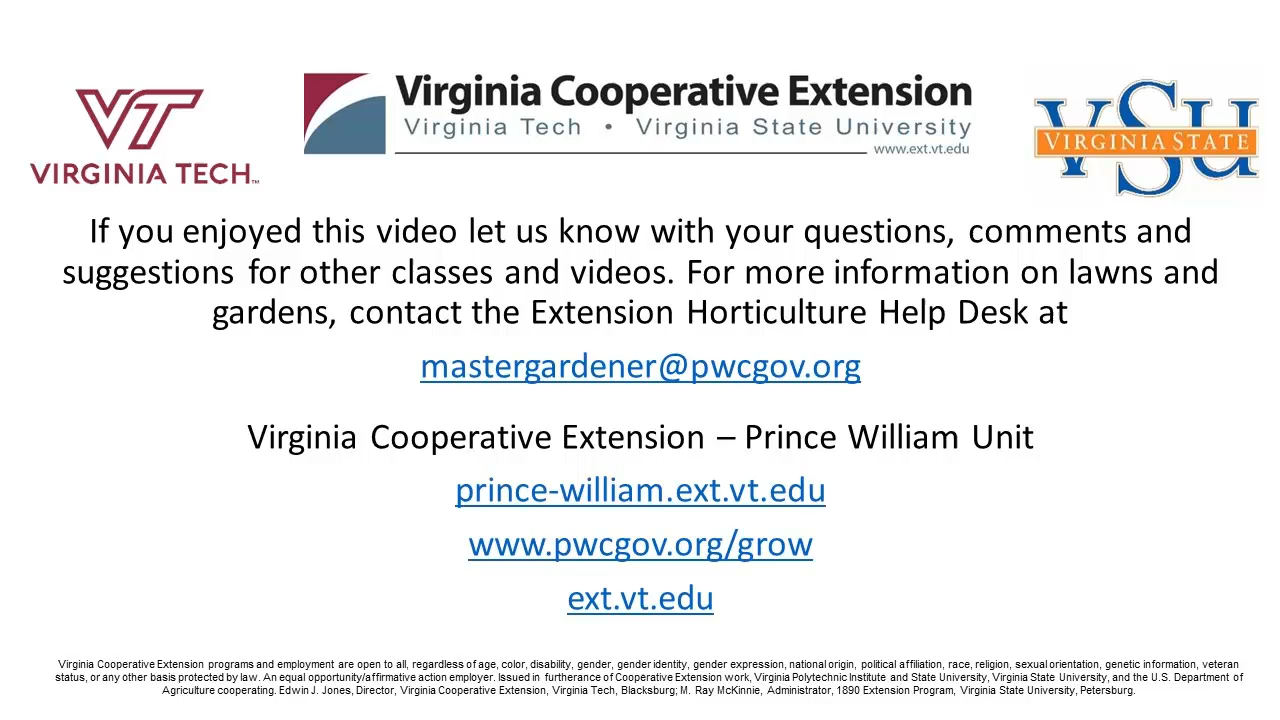 VT
VIRGINIA TECH™
Virginia Cooperative Extension
Virginia Tech • Virginia State University
www.ext.vt.edu
VSU
VIRGINIA STATE
If you enjoyed this video let us know with your questions, comments and
suggestions for other classes and videos. For more information on lawns and
gardens, contact the Extension Horticulture Help Desk at
mastergardener@pwcgov.org
Virginia Cooperative Extension – Prince William Unit
prince-william.ext.vt.edu
www.pwcgov.org/grow
ext.vt.edu
Virginia Cooperative Extension programs and employment are open to all, regardless of age, color, disability, gender, gender identity, gender expression, national origin, political affiliation, race, religion, sexual orientation, genetic information, veteran
status, or any other basis protected by law. An equal opportunity/affirmative action employer. Issued in furtherance of Cooperative Extension work, Virginia Polytechnic Institute and State University, Virginia State University, and the U.S. Department of
Agriculture cooperating. Edwin J. Jones, Director, Virginia Cooperative Extension, Virginia Tech, Blacksburg; M. Ray McKinnie, Administrator, 1890 Extension Program, Virginia State University, Petersburg.